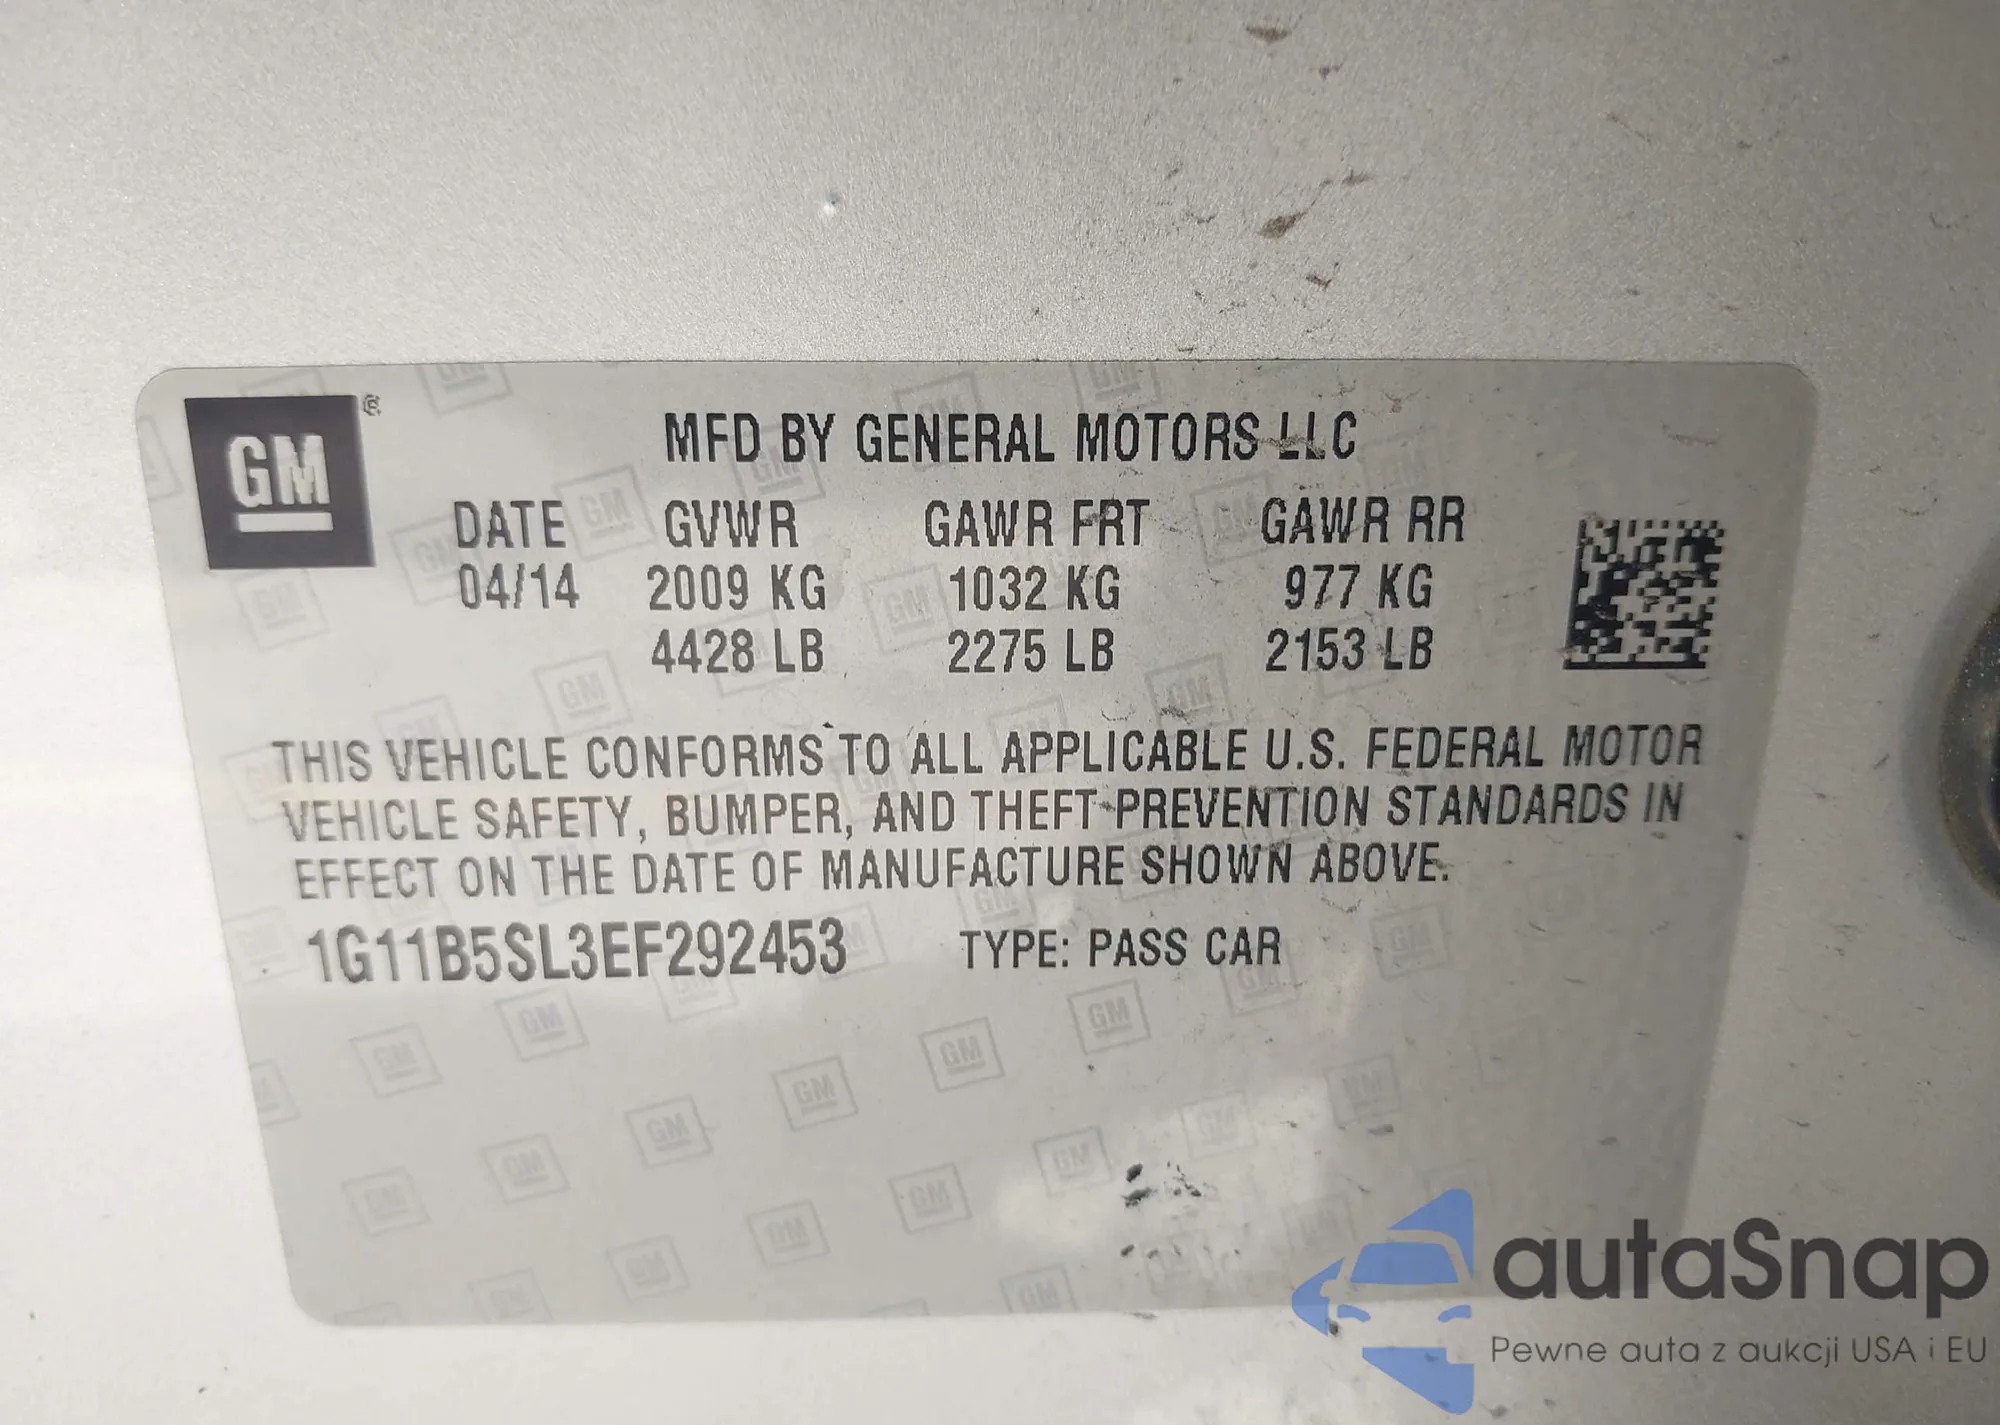 GM ®
MFD BY GENERAL MOTORS LLC
DATE GVWR GAWR FRT GAWR RR
04/14 2009 KG 1032 KG 977 KG
4428 LB 2275 LB 2153 LB
THIS VEHICLE CONFORMS TO ALL APPLICABLE U.S. FEDERAL MOTOR
VEHICLE SAFETY, BUMPER, AND THEFT PREVENTION STANDARDS IN
EFFECT ON THE DATE OF MANUFACTURE SHOWN ABOVE.
1G11B5SL3EF292453 TYPE: PASS CAR
autaSnap
Pewne auta z aukcji USA i EU